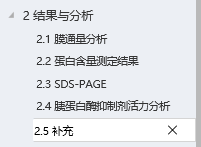 2 结果与分析
2.1 膜通量分析
2.2 蛋白含量测定结果
2.3 SDS-PAGE
2.4 胰蛋白酶抑制剂活力分析
2.5 补充